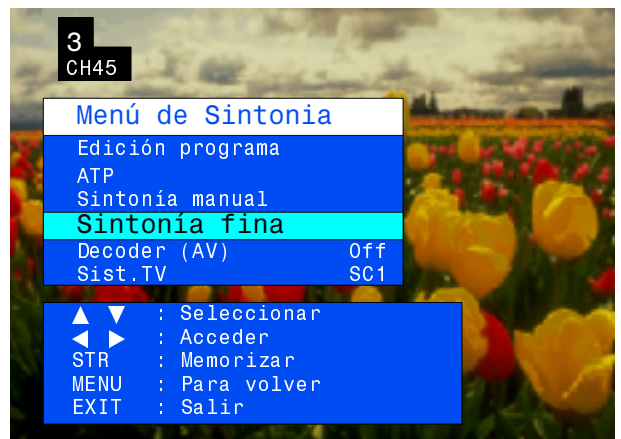 3
CH45
Menú de Sintonia
Edición programa
ATP
Sintonía manual
Sintonía fina
Decoder (AV) Off
Sist.TV SC1
▲ ▼ : Seleccionar
◀ ▶ : Acceder
STR : Memorizar
MENU : Para volver
EXIT : Salir